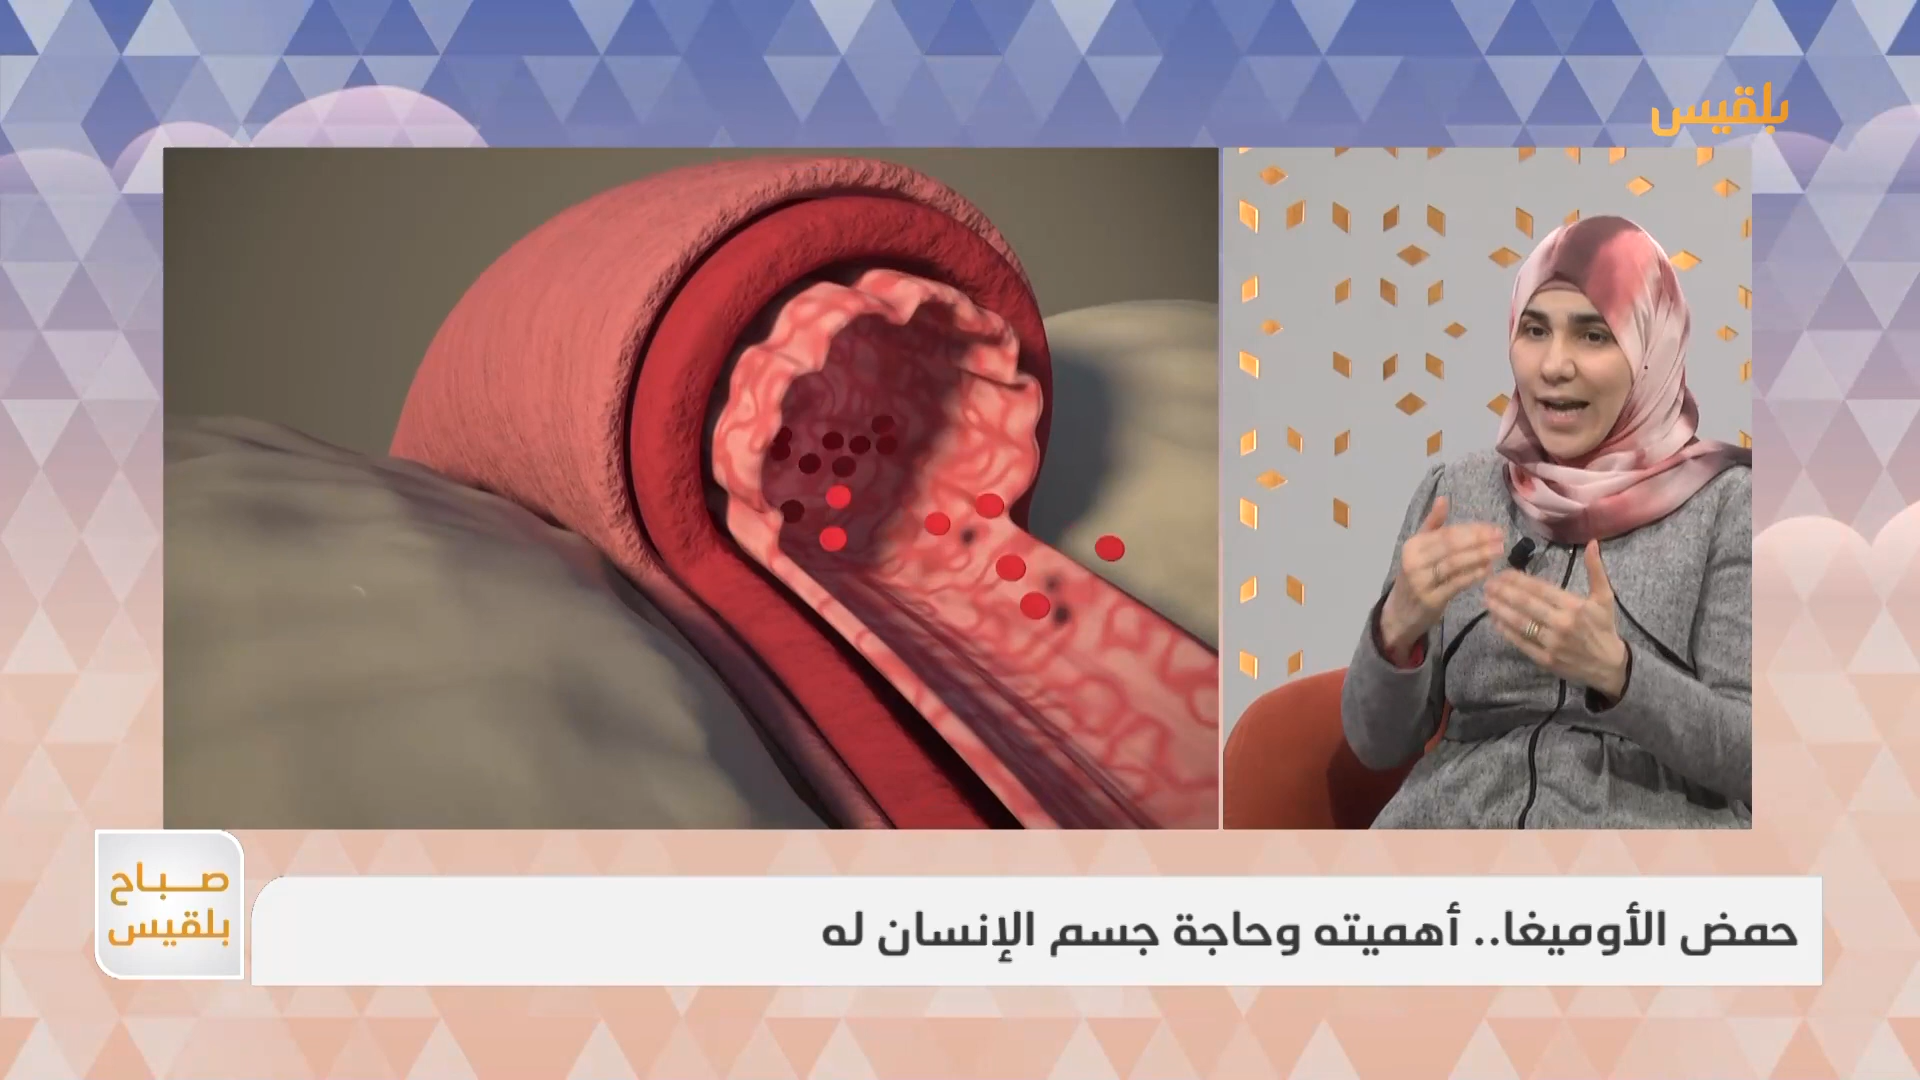 بلقيس
حمض الأوميغا.. أهميته وحاجة جسم الإنسان له
صباح
بلقيس